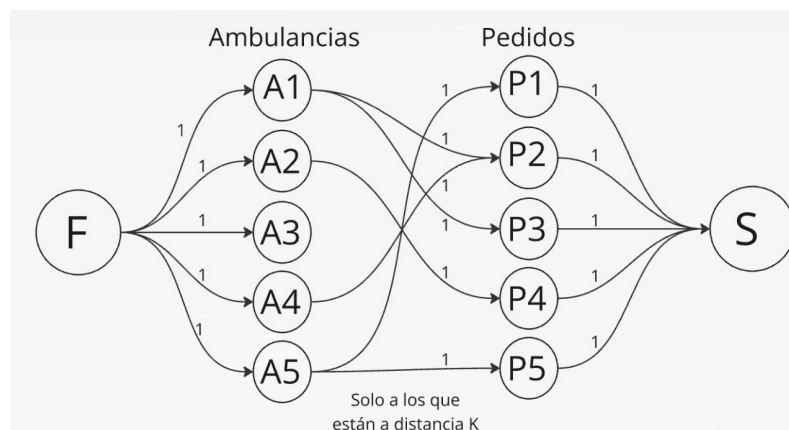 Ambulancias Pedidos
A1 1 P1 1
1
A2 1 1 P2 1
1
F 1 A3 1 P3 1 S
1 A4 1 P4 1
1
A5 1 P5 1
Solo a los que
están a distancia K